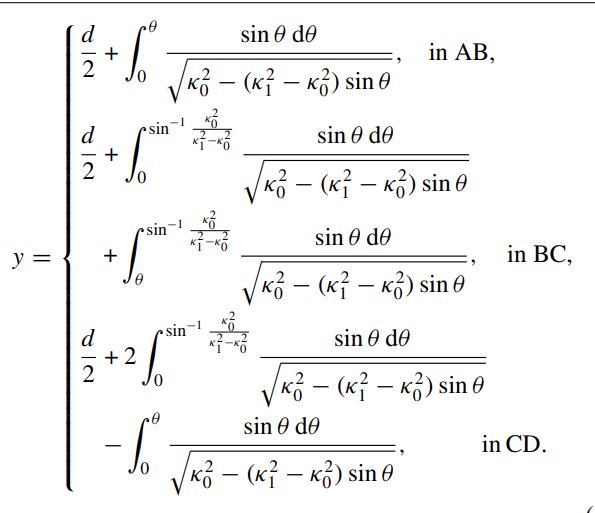 y = { d/2 + ∫_0^θ sin θ dθ / √(κ_0^2 − (κ_1^2 − κ_0^2) sin θ), in AB,
d/2 + ∫_0^{sin^{−1} κ_0^2/(κ_1^2−κ_0^2)} sin θ dθ / √(κ_0^2 − (κ_1^2 − κ_0^2) sin θ)
+ ∫_θ^{sin^{−1} κ_0^2/(κ_1^2−κ_0^2)} sin θ dθ / √(κ_0^2 − (κ_1^2 − κ_0^2) sin θ), in BC,
d/2 + 2 ∫_0^{sin^{−1} κ_0^2/(κ_1^2−κ_0^2)} sin θ dθ / √(κ_0^2 − (κ_1^2 − κ_0^2) sin θ)
− ∫_0^θ sin θ dθ / √(κ_0^2 − (κ_1^2 − κ_0^2) sin θ), in CD.